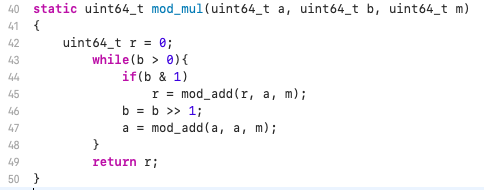 40 static uint64_t mod_mul(uint64_t a, uint64_t b, uint64_t m)
41 {
42     uint64_t r = 0;
43         while(b > 0){
44             if(b & 1)
45                 r = mod_add(r, a, m);
46             b = b >> 1;
47             a = mod_add(a, a, m);
48         }
49         return r;
50 }